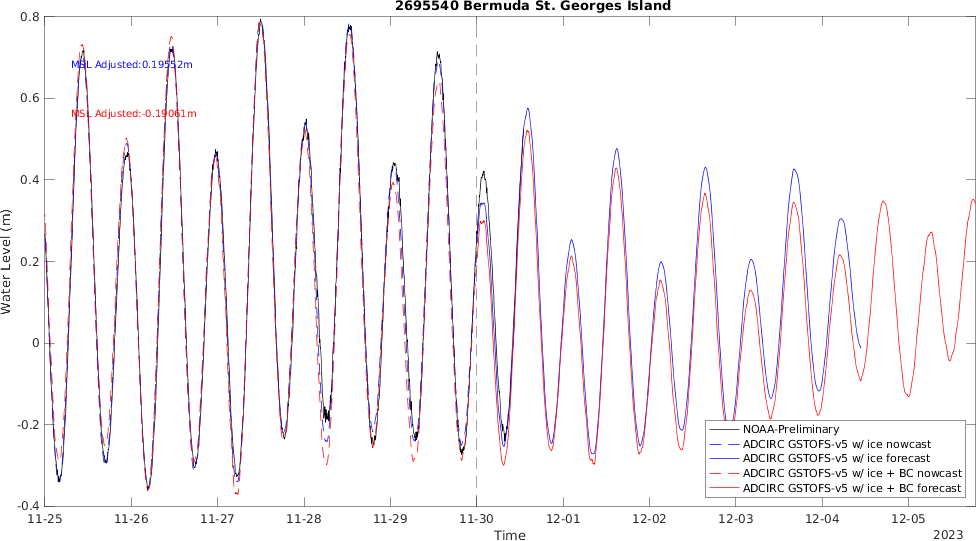 2695540 Bermuda St. Georges Island
0.8
0.6
0.4
0.2
0
-0.2
-0.4
Water Level (m)
MSL Adjusted:0.19552m
MSL Adjusted:-0.19061m
NOAA-Preliminary
ADCIRC GSTOFS-v5 w/ ice nowcast
ADCIRC GSTOFS-v5 w/ ice forecast
ADCIRC GSTOFS-v5 w/ ice + BC nowcast
ADCIRC GSTOFS-v5 w/ ice + BC forecast
11-25 11-26 11-27 11-28 11-29 11-30 12-01 12-02 12-03 12-04 12-05
Time
2023